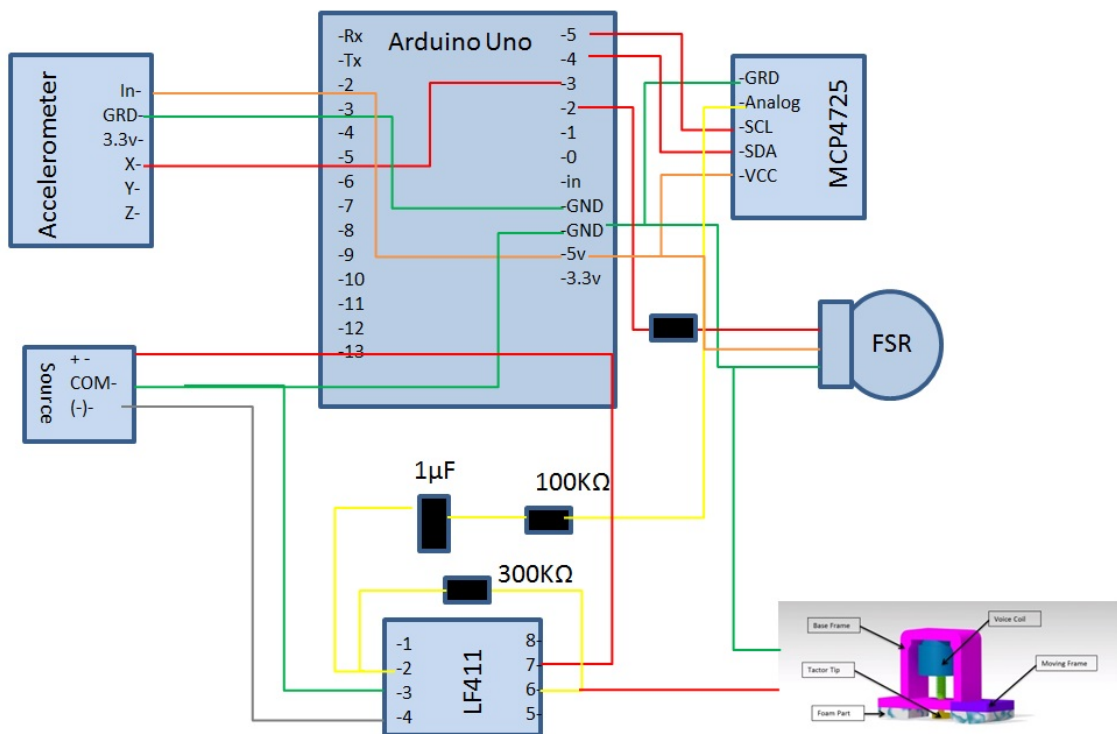 Accelerometer
In-
GRD-
3.3v-
X-
Y-
Z-
Arduino Uno
-Rx
-Tx
-2
-3
-4
-5
-6
-7
-8
-9
-10
-11
-12
-13
-5
-4
-3
-2
-1
-0
-in
-GND
-GND
-5v
-3.3v
-GRD
-Analog
-SCL
-SDA
-VCC
MCP4725
FSR
Source
+ -
COM-
(-)-
1µF
100KΩ
300KΩ
LF411
-1
-2
-3
-4
8-
7-
6-
5-
Base Frame
Voice Coil
Tactor Tip
Moving Frame
Foam Part